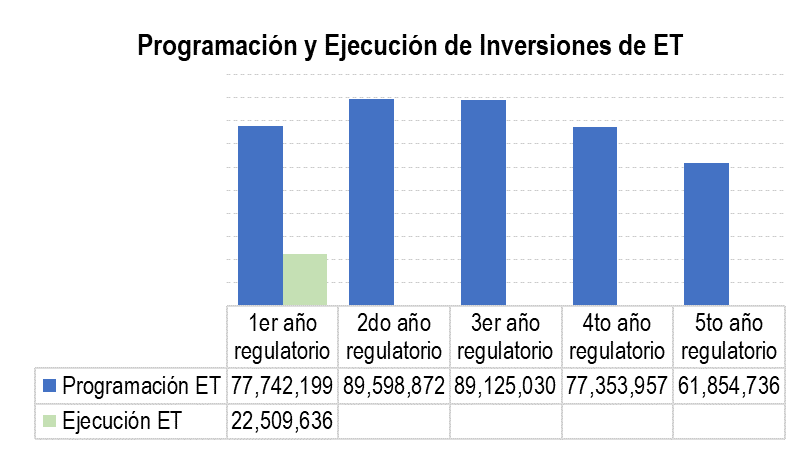 Programación y Ejecución de Inversiones de ET
1er año regulatorio 2do año regulatorio 3er año regulatorio 4to año regulatorio 5to año regulatorio
Programación ET 77,742,199 89,598,872 89,125,030 77,353,957 61,854,736
Ejecución ET 22,509,636